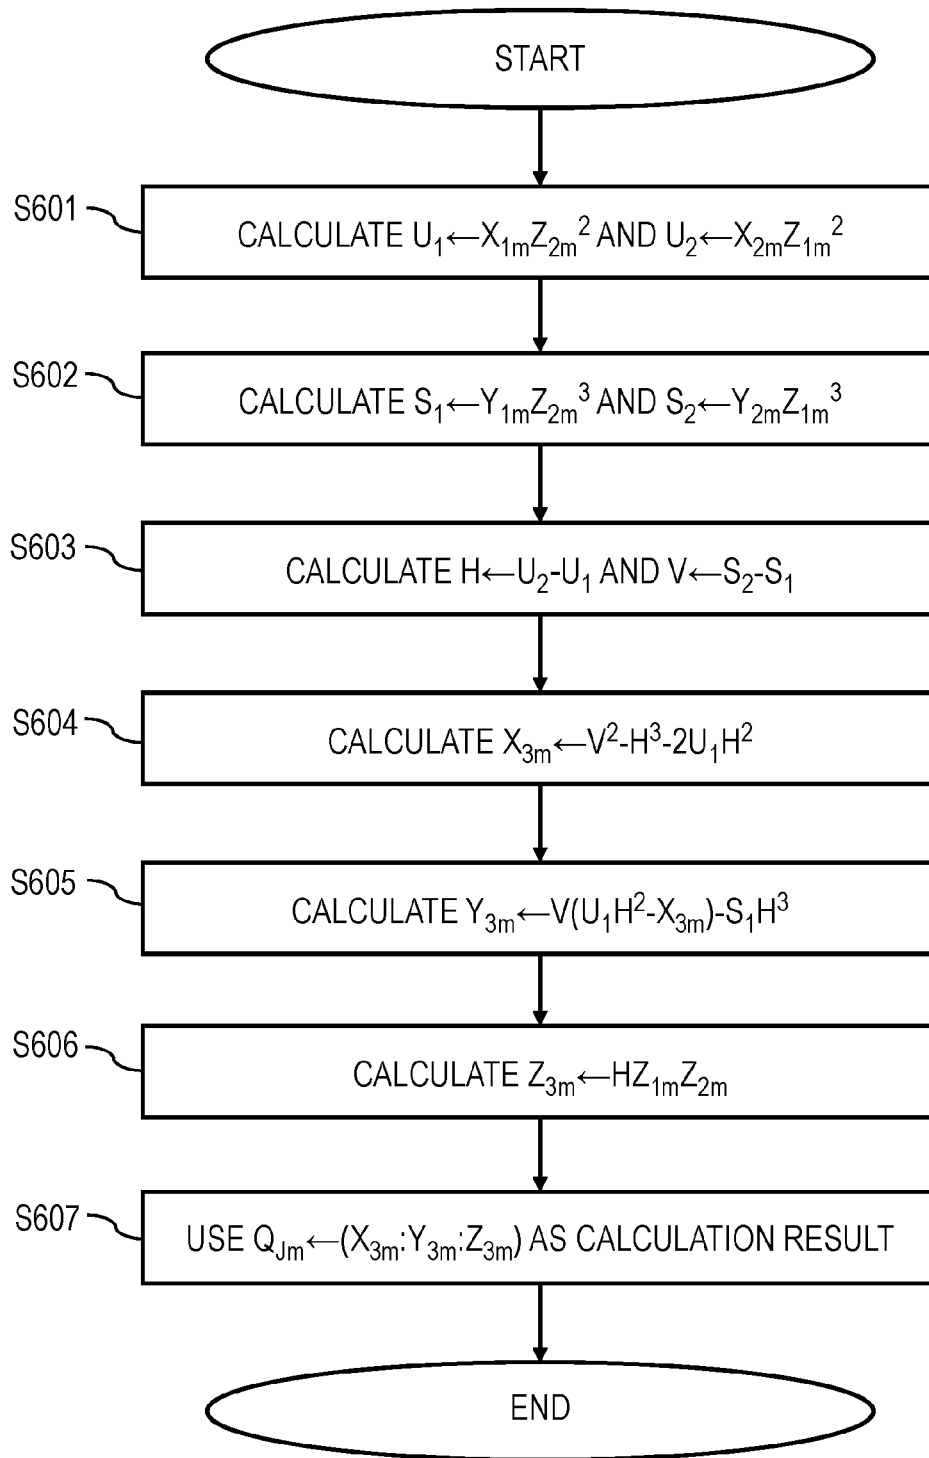 START
S601
CALCULATE U₁←X₁ₘZ₂ₘ² AND U₂←X₂ₘZ₁ₘ²
S602
CALCULATE S₁←Y₁ₘZ₂ₘ³ AND S₂←Y₂ₘZ₁ₘ³
S603
CALCULATE H←U₂-U₁ AND V←S₂-S₁
S604
CALCULATE X₃ₘ←V²-H³-2U₁H²
S605
CALCULATE Y₃ₘ←V(U₁H²-X₃ₘ)-S₁H³
S606
CALCULATE Z₃ₘ←HZ₁ₘZ₂ₘ
S607
USE Q_Jm←(X₃ₘ:Y₃ₘ:Z₃ₘ) AS CALCULATION RESULT
END